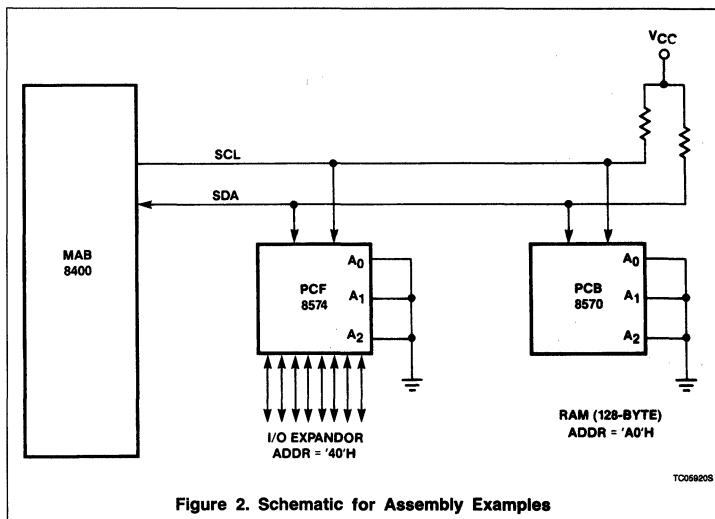 VCC
SCL
SDA
MAB
8400
PCF
8574
A0
A1
A2
PCB
8570
A0
A1
A2
I/O EXPANDOR
ADDR = '40'H
RAM (128-BYTE)
ADDR = 'A0'H
TC05920S
Figure 2. Schematic for Assembly Examples